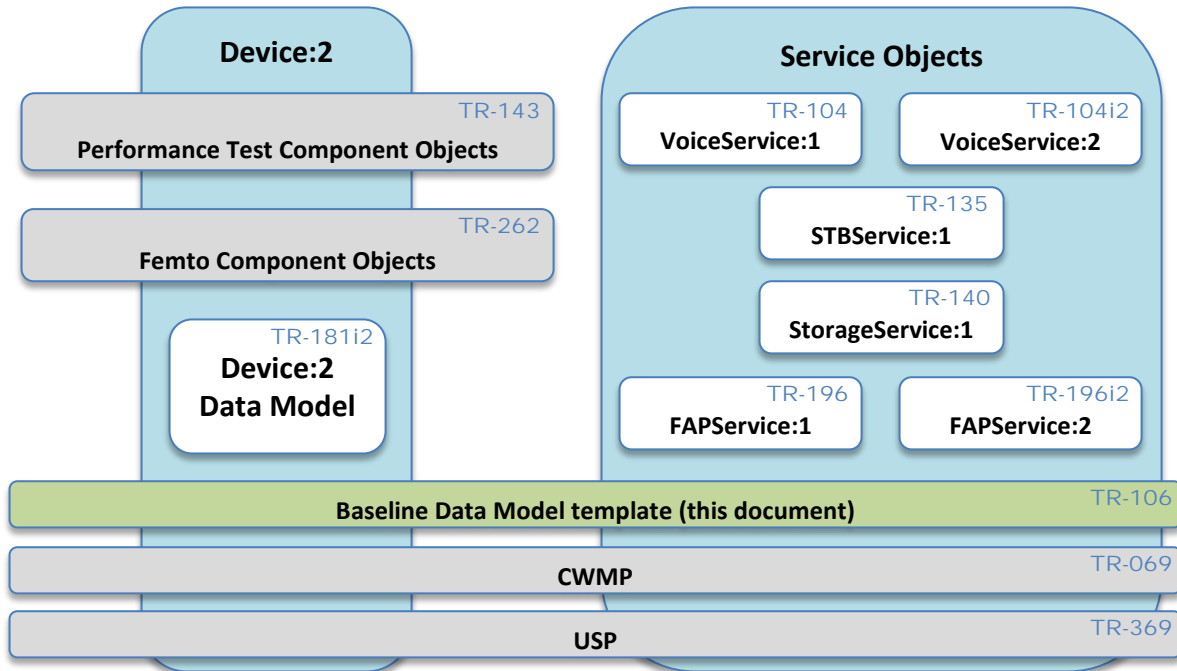 Device:2
Service Objects
TR-143
Performance Test Component Objects
TR-104
VoiceService:1
TR-104i2
VoiceService:2
TR-135
STBService:1
TR-262
Femto Component Objects
TR-140
StorageService:1
TR-181i2
Device:2
Data Model
TR-196
FAPService:1
TR-196i2
FAPService:2
TR-106
Baseline Data Model template (this document)
TR-069
CWMP
TR-369
USP